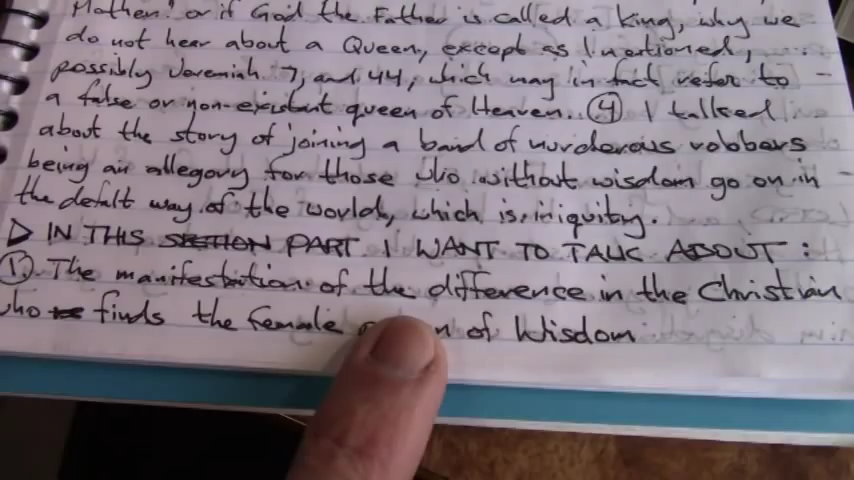 Mother." or if God the Father is called a King, why we
do not hear about a Queen, except as I mentioned,
possibly Jeremiah 7, and 44, which may in fact refer to
a false or non-existant queen of Heaven. (4) I talked
about the story of joining a band of murderous robbers
being an allegory for those who without wisdom go on in
the defalt way of the world, which is iniquity.
▷ IN THIS SECTION PART I WANT TO TALK ABOUT:
(1). The manifestation of the difference in the Christian
who finds the female of Wisdom